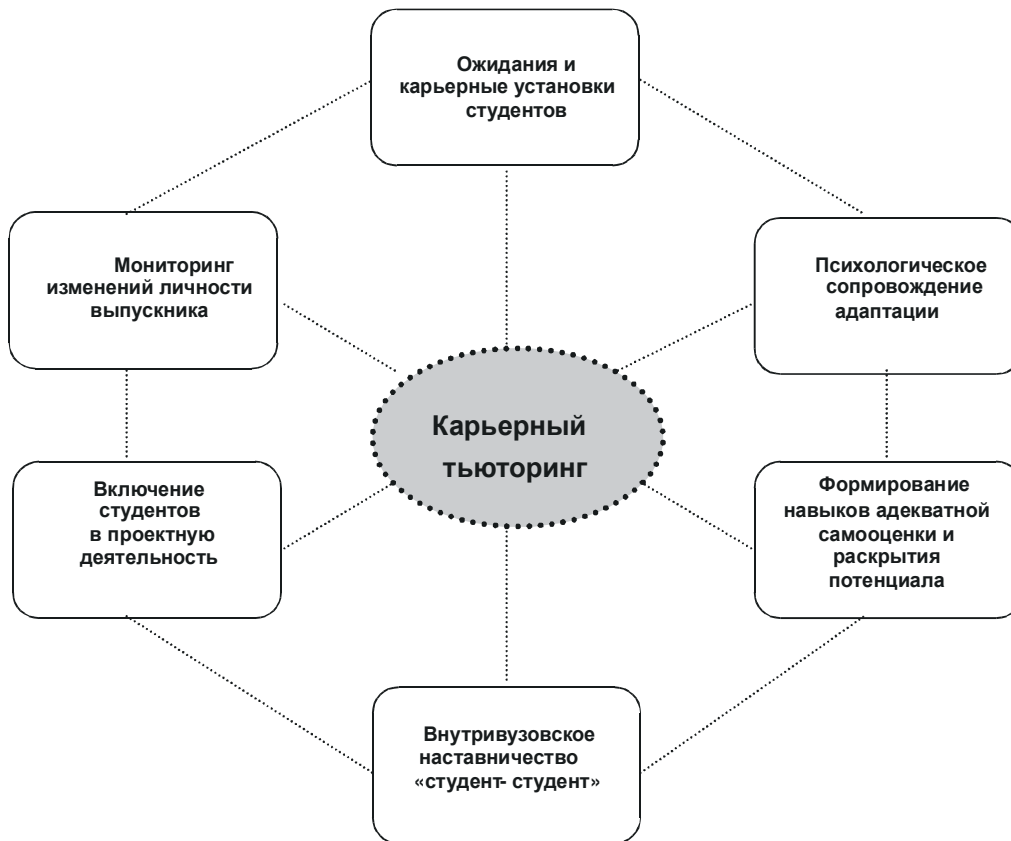 Ожидания и
карьерные установки
студентов
Мониторинг
изменений личности
выпускника
Психологическое
сопровождение
адаптации
Карьерный
тьюторинг
Включение
студентов
в проектную
деятельность
Формирование
навыков адекватной
самооценки и
раскрытия
потенциала
Внутривузовское
наставничество
«студент- студент»